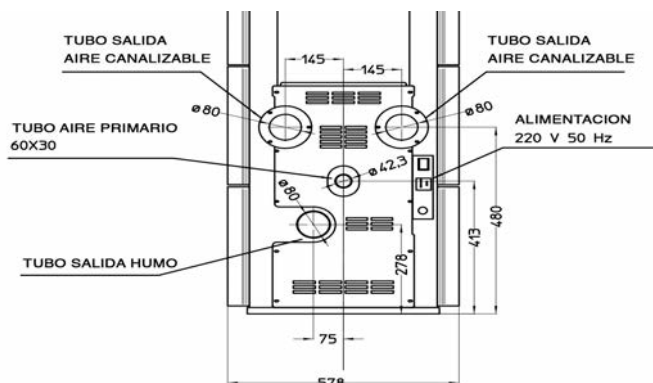 TUBO SALIDA
AIRE CANALIZABLE
TUBO SALIDA
AIRE CANALIZABLE
145
145
ø80
ø80
TUBO AIRE PRIMARIO
60X30
ALIMENTACION
220 V 50 Hz
ø42.3
ø80
480
413
278
TUBO SALIDA HUMO
75
578